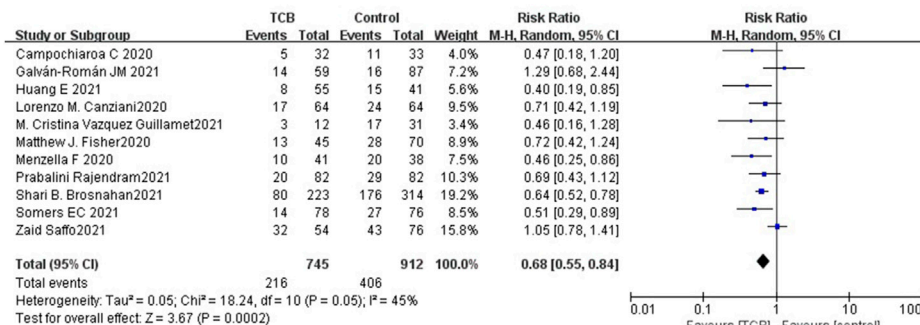 TCB Control Risk Ratio Risk Ratio
Study or Subgroup Events Total Events Total Weight M-H, Random, 95% CI M-H, Random, 95% CI
Campochiaroa C 2020 5 32 11 33 4.0% 0.47 [0.18, 1.20]
Galván-Román JM 2021 14 59 16 87 7.2% 1.29 [0.68, 2.44]
Huang E 2021 8 55 15 41 5.6% 0.40 [0.19, 0.85]
Lorenzo M. Canziani2020 17 64 24 64 9.1% 0.71 [0.42, 1.19]
M. Cristina Vazquez Guillamet2021 3 12 17 31 3.4% 0.46 [0.16, 1.28]
Matthew J. Fisher2020 13 45 28 70 8.8% 0.72 [0.42, 1.24]
Menzella F 2020 10 41 20 38 7.6% 0.46 [0.25, 0.86]
Prabalini Rajendram2021 20 82 29 82 9.9% 0.69 [0.43, 1.12]
Shari B. Brosnahan2021 80 223 176 314 19.2% 0.64 [0.52, 0.78]
Somers EC 2021 14 78 27 76 8.5% 0.51 [0.29, 0.89]
Zaid Saffo2021 32 54 43 76 15.8% 1.05 [0.78, 1.41]
Total (95% CI) 745 912 100.0% 0.68 [0.55, 0.84]
Total events 216 406
Heterogeneity: Tau² = 0.05; Chi² = 18.24, df = 10 (P = 0.05); I² = 45%
Test for overall effect: Z = 3.67 (P = 0.0002)
0.01 0.1 1 10 100
Favours [TCB] Favours [control]